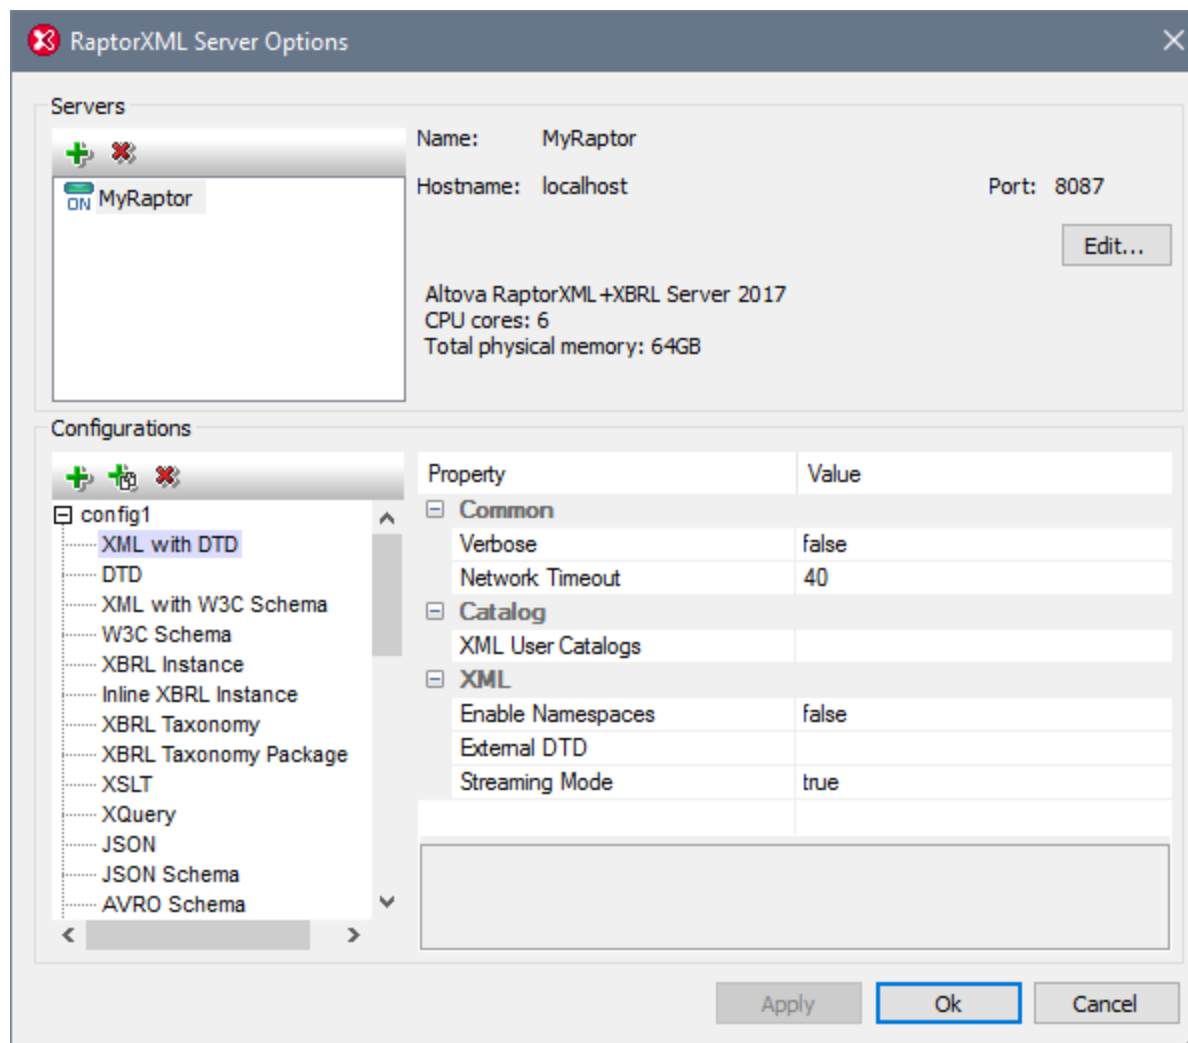 RaptorXML Server Options
Servers
Name: MyRaptor
ON MyRaptor
Hostname: localhost Port: 8087
Edit...
Altova RaptorXML+XBRL Server 2017
CPU cores: 6
Total physical memory: 64GB
Configurations
config1
XML with DTD
DTD
XML with W3C Schema
W3C Schema
XBRL Instance
Inline XBRL Instance
XBRL Taxonomy
XBRL Taxonomy Package
XSLT
XQuery
JSON
JSON Schema
AVRO Schema
Property Value
Common
Verbose false
Network Timeout 40
Catalog
XML User Catalogs
XML
Enable Namespaces false
External DTD
Streaming Mode true
Apply Ok Cancel